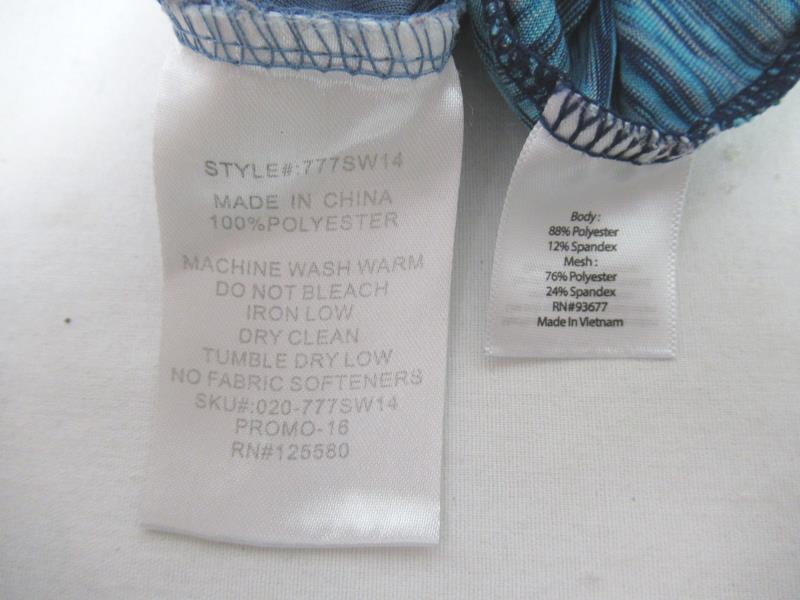 STYLE#:777SW14
MADE IN CHINA
100%POLYESTER
MACHINE WASH WARM
DO NOT BLEACH
IRON LOW
DRY CLEAN
TUMBLE DRY LOW
NO FABRIC SOFTENERS
SKU#:020-777SW14
PROMO-16
RN#125580
Body :
88% Polyester
12% Spandex
Mesh :
76% Polyester
24% Spandex
RN#93677
Made In Vietnam